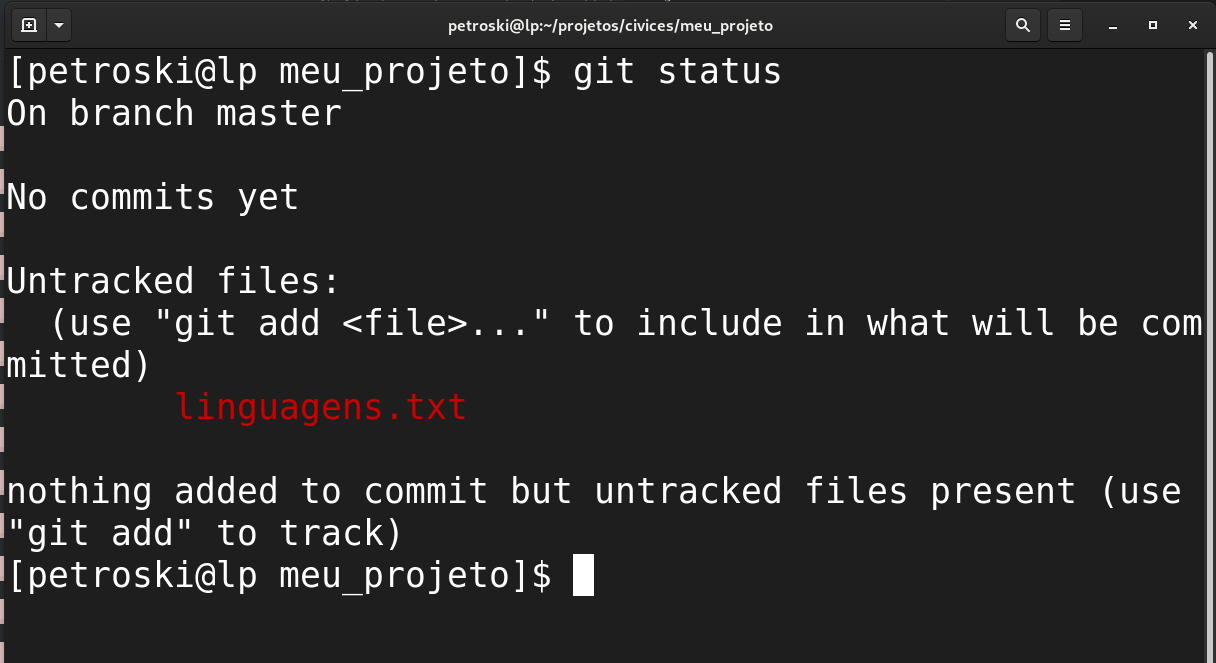 petroski@lp:~/projetos/civices/meu_projeto
[petroski@lp meu_projeto]$ git status
On branch master
No commits yet
Untracked files:
  (use "git add <file>..." to include in what will be com
mitted)
        linguagens.txt
nothing added to commit but untracked files present (use
"git add" to track)
[petroski@lp meu_projeto]$